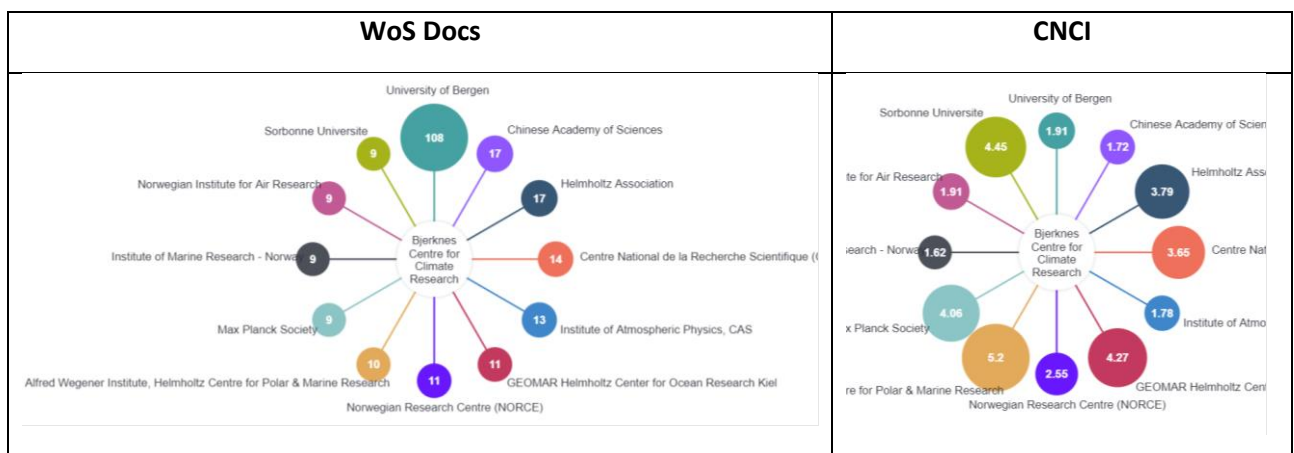 WoS Docs
CNCI
University of Bergen
108
Chinese Academy of Sciences
17
Helmholtz Association
17
Centre National de la Recherche Scientifique (
14
Institute of Atmospheric Physics, CAS
13
GEOMAR Helmholtz Center for Ocean Research Kiel
11
Norwegian Research Centre (NORCE)
11
Alfred Wegener Institute, Helmholtz Centre for Polar & Marine Research
10
Max Planck Society
9
Institute of Marine Research - Norway
9
Norwegian Institute for Air Research
9
Sorbonne Universite
9
Bjerknes
Centre for
Climate
Research
University of Bergen
1.91
Chinese Academy of Scien
1.72
Helmholtz Ass
3.79
Centre Nat
3.65
Institute of Atmo
1.78
GEOMAR Helmholtz Cent
4.27
Norwegian Research Centre (NORCE)
2.55
re for Polar & Marine Research
5.2
x Planck Society
4.06
search - Norway
1.62
te for Air Research
1.91
Sorbonne Universite
4.45
Bjerknes
Centre for
Climate
Research